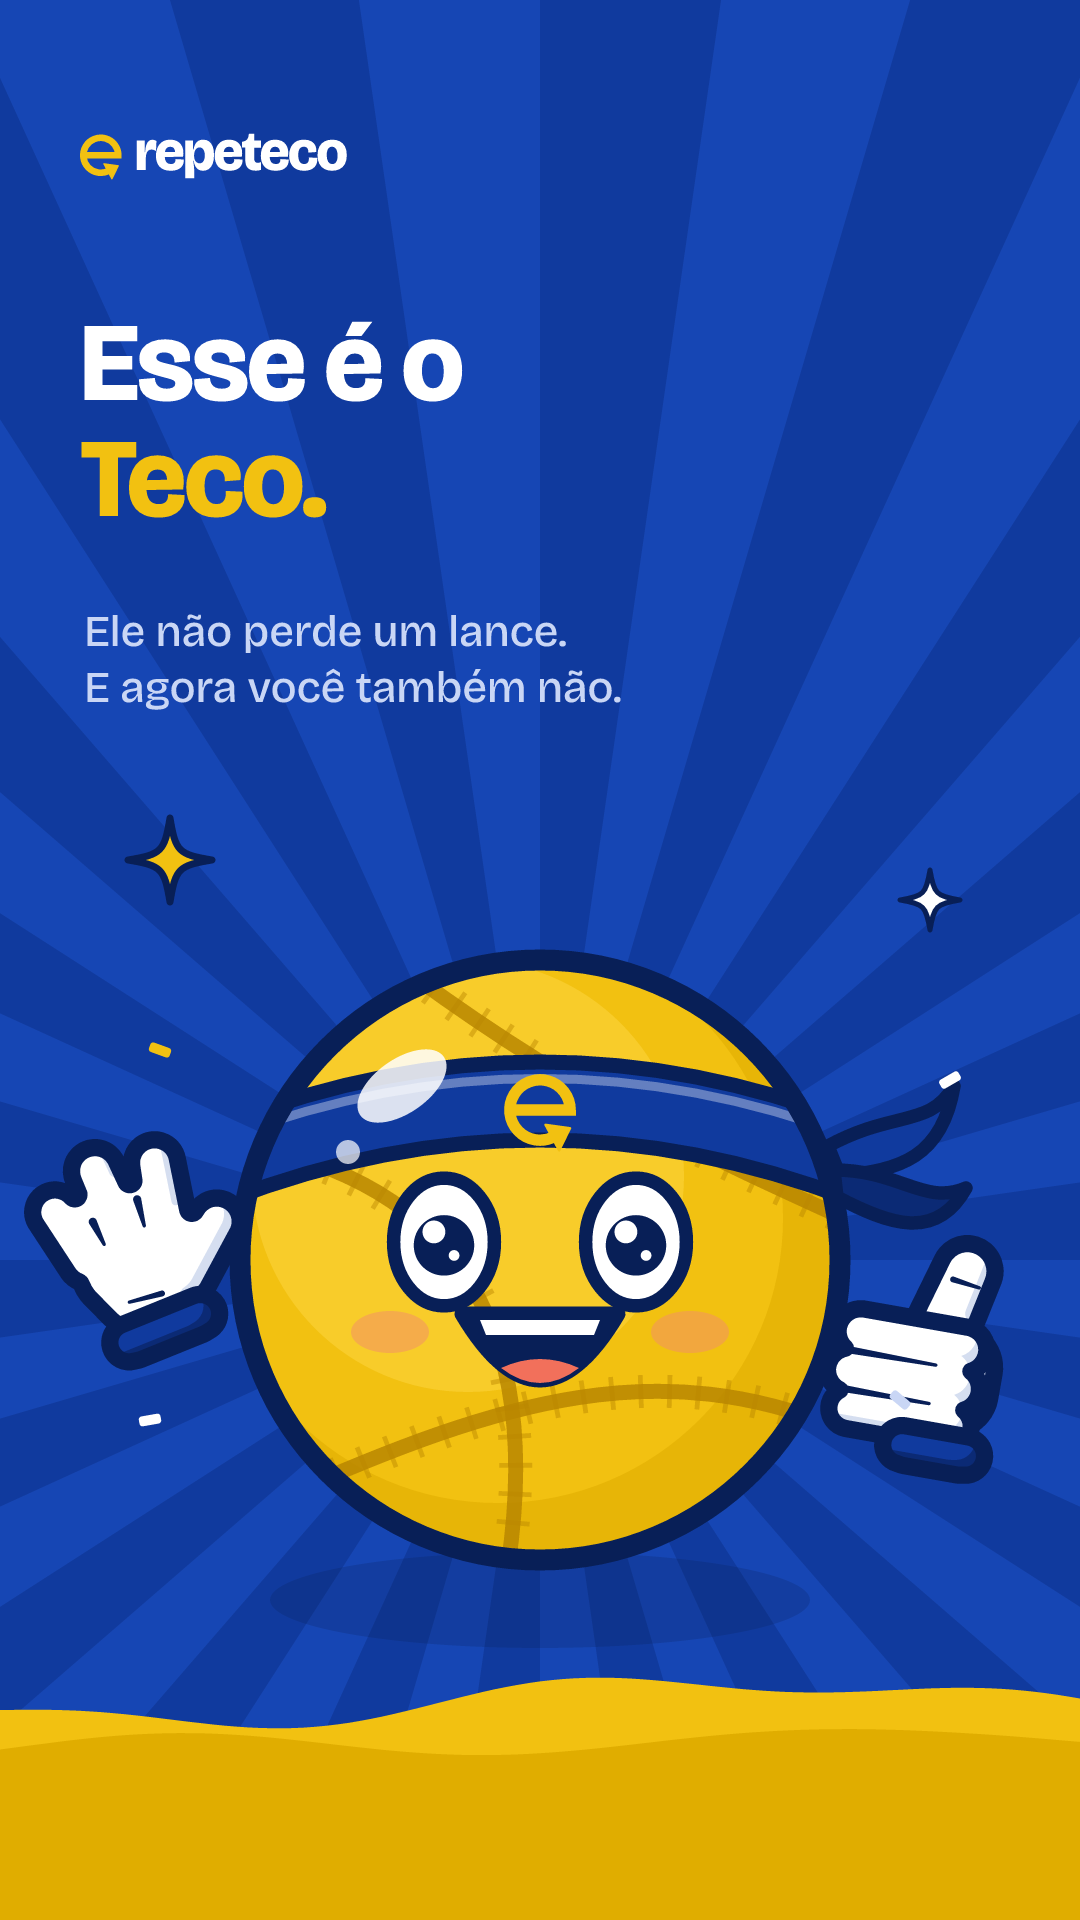 repeteco
Esse é o
Teco.
Ele não perde um lance.
E agora você também não.